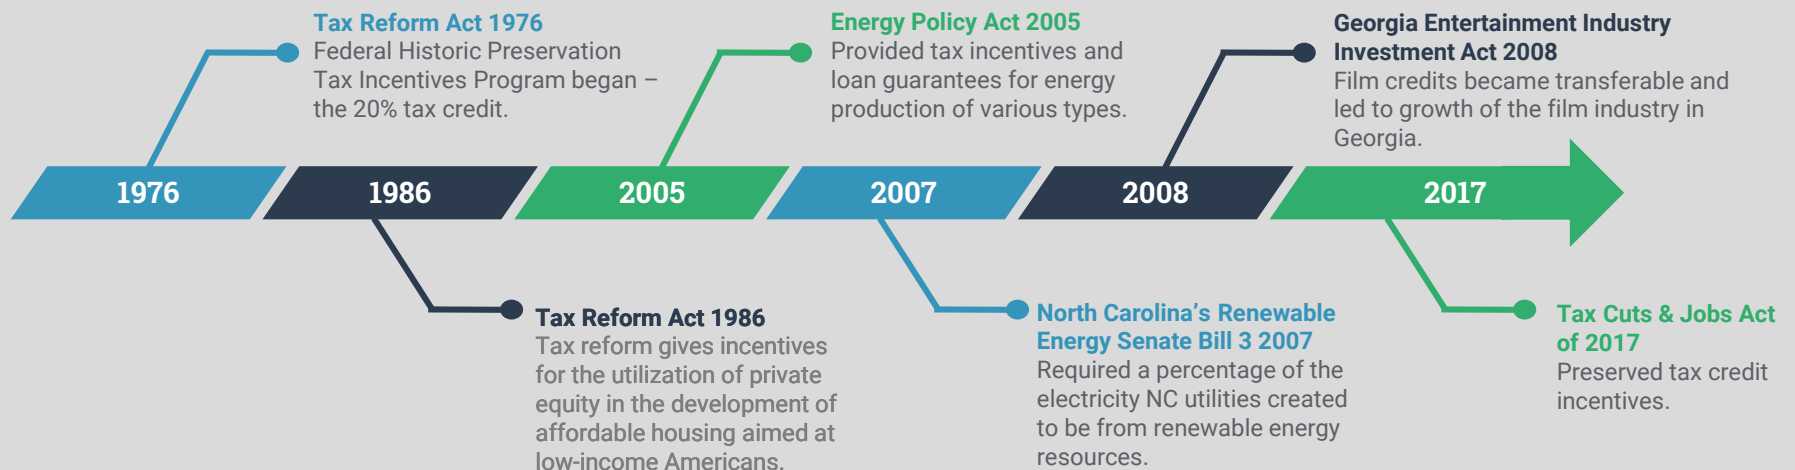 Tax Reform Act 1976
Federal Historic Preservation
Tax Incentives Program began –
the 20% tax credit.
Energy Policy Act 2005
Provided tax incentives and
loan guarantees for energy
production of various types.
Georgia Entertainment Industry
Investment Act 2008
Film credits became transferable and
led to growth of the film industry in
Georgia.
1976
1986
2005
2007
2008
2017
Tax Reform Act 1986
Tax reform gives incentives
for the utilization of private
equity in the development of
affordable housing aimed at
low-income Americans.
North Carolina’s Renewable
Energy Senate Bill 3 2007
Required a percentage of the
electricity NC utilities created
to be from renewable energy
resources.
Tax Cuts & Jobs Act
of 2017
Preserved tax credit
incentives.